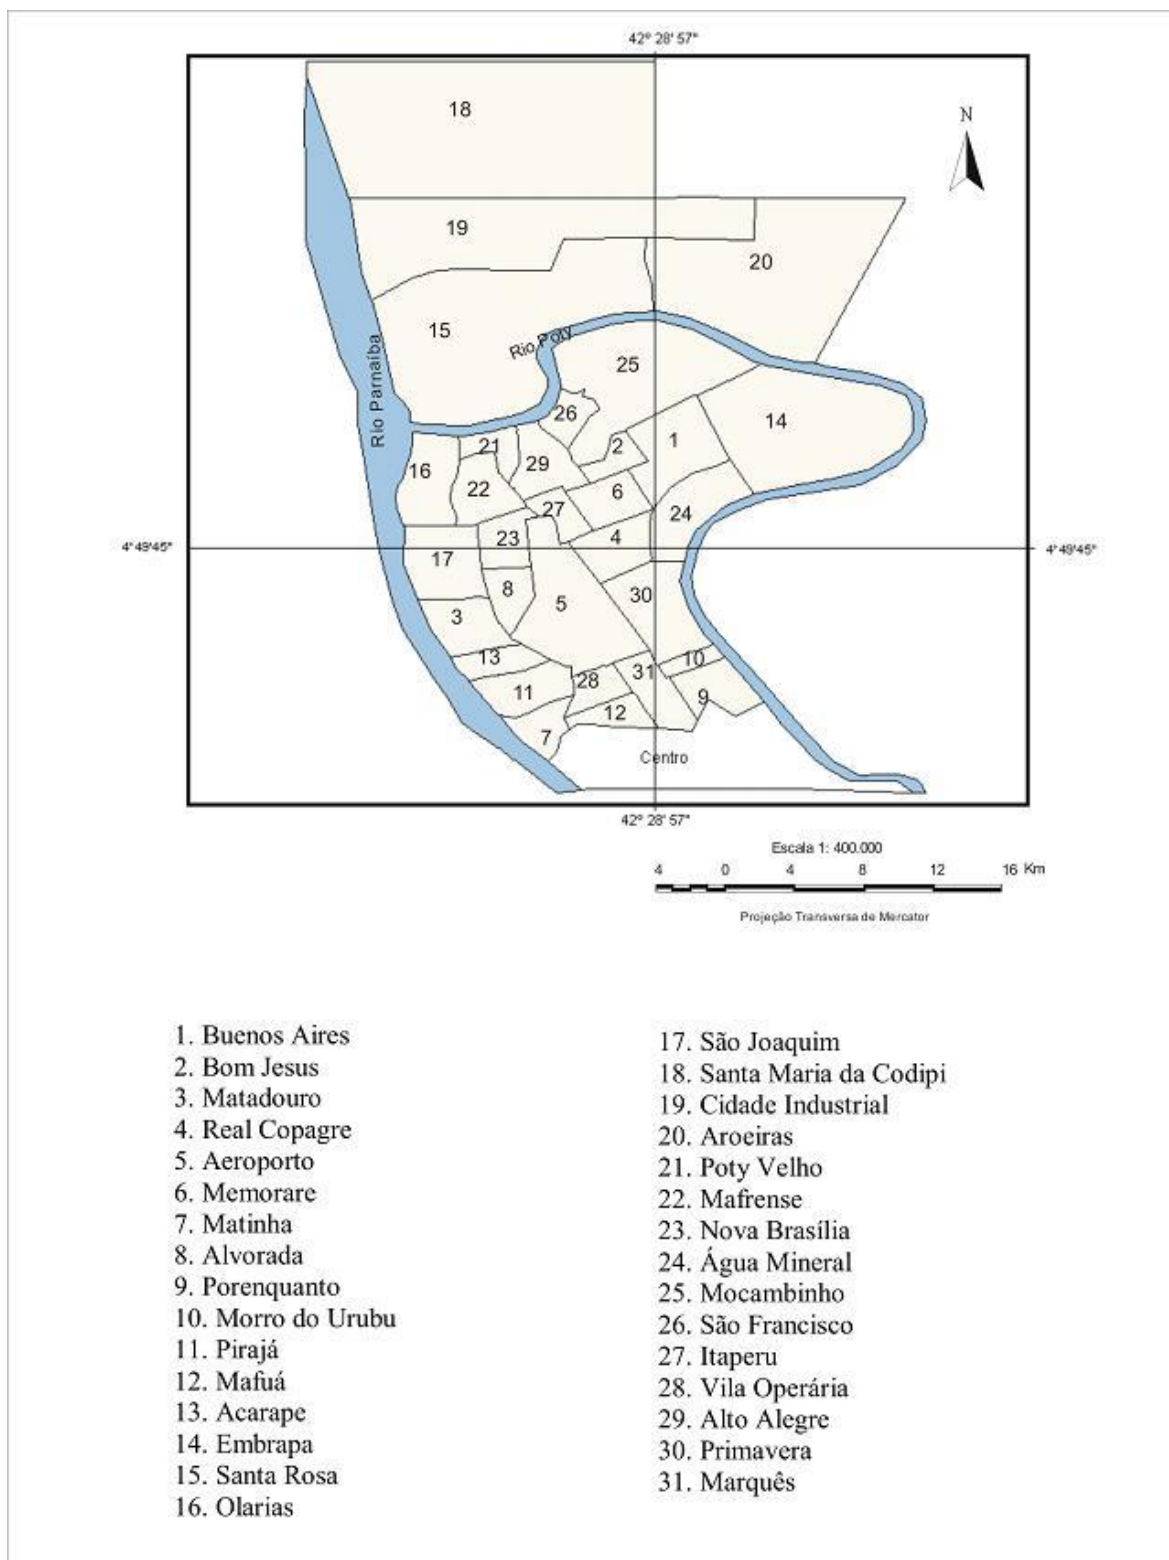 42º 28' 57"
N
18
19
20
15
Rio Poty
Rio Parnaíba
25
26
14
21
2
1
16
29
22
6
27
24
23
4
4º49'45"
4º49'45"
17
8
30
5
3
13
10
31
28
11
9
12
7
Centro
42º 28' 57"
Escala 1: 400.000
4 0 4 8 12 16 Km
Projeção Transversa de Mercator
1. Buenos Aires
2. Bom Jesus
3. Matadouro
4. Real Copagre
5. Aeroporto
6. Memorare
7. Matinha
8. Alvorada
9. Porenquanto
10. Morro do Urubu
11. Pirajá
12. Mafuá
13. Acarape
14. Embrapa
15. Santa Rosa
16. Olarias
17. São Joaquim
18. Santa Maria da Codipi
19. Cidade Industrial
20. Aroeiras
21. Poty Velho
22. Mafrense
23. Nova Brasília
24. Água Mineral
25. Mocambinho
26. São Francisco
27. Itaperu
28. Vila Operária
29. Alto Alegre
30. Primavera
31. Marquês